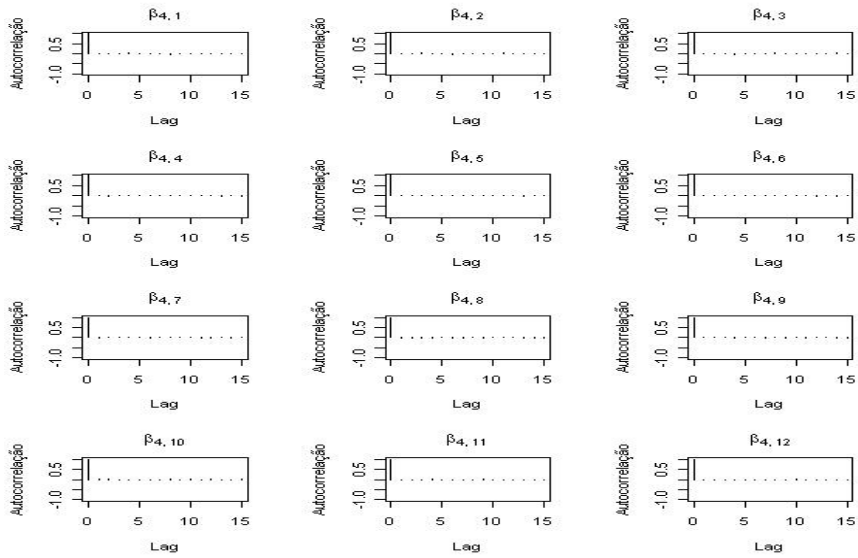 β4, 1
Autocorrelação
-1.0 0.5
0 5 10 15
Lag
β4, 2
Autocorrelação
-1.0 0.5
0 5 10 15
Lag
β4, 3
Autocorrelação
-1.0 0.5
0 5 10 15
Lag
β4, 4
Autocorrelação
-1.0 0.5
0 5 10 15
Lag
β4, 5
Autocorrelação
-1.0 0.5
0 5 10 15
Lag
β4, 6
Autocorrelação
-1.0 0.5
0 5 10 15
Lag
β4, 7
Autocorrelação
-1.0 0.5
0 5 10 15
Lag
β4, 8
Autocorrelação
-1.0 0.5
0 5 10 15
Lag
β4, 9
Autocorrelação
-1.0 0.5
0 5 10 15
Lag
β4, 10
Autocorrelação
-1.0 0.5
0 5 10 15
Lag
β4, 11
Autocorrelação
-1.0 0.5
0 5 10 15
Lag
β4, 12
Autocorrelação
-1.0 0.5
0 5 10 15
Lag